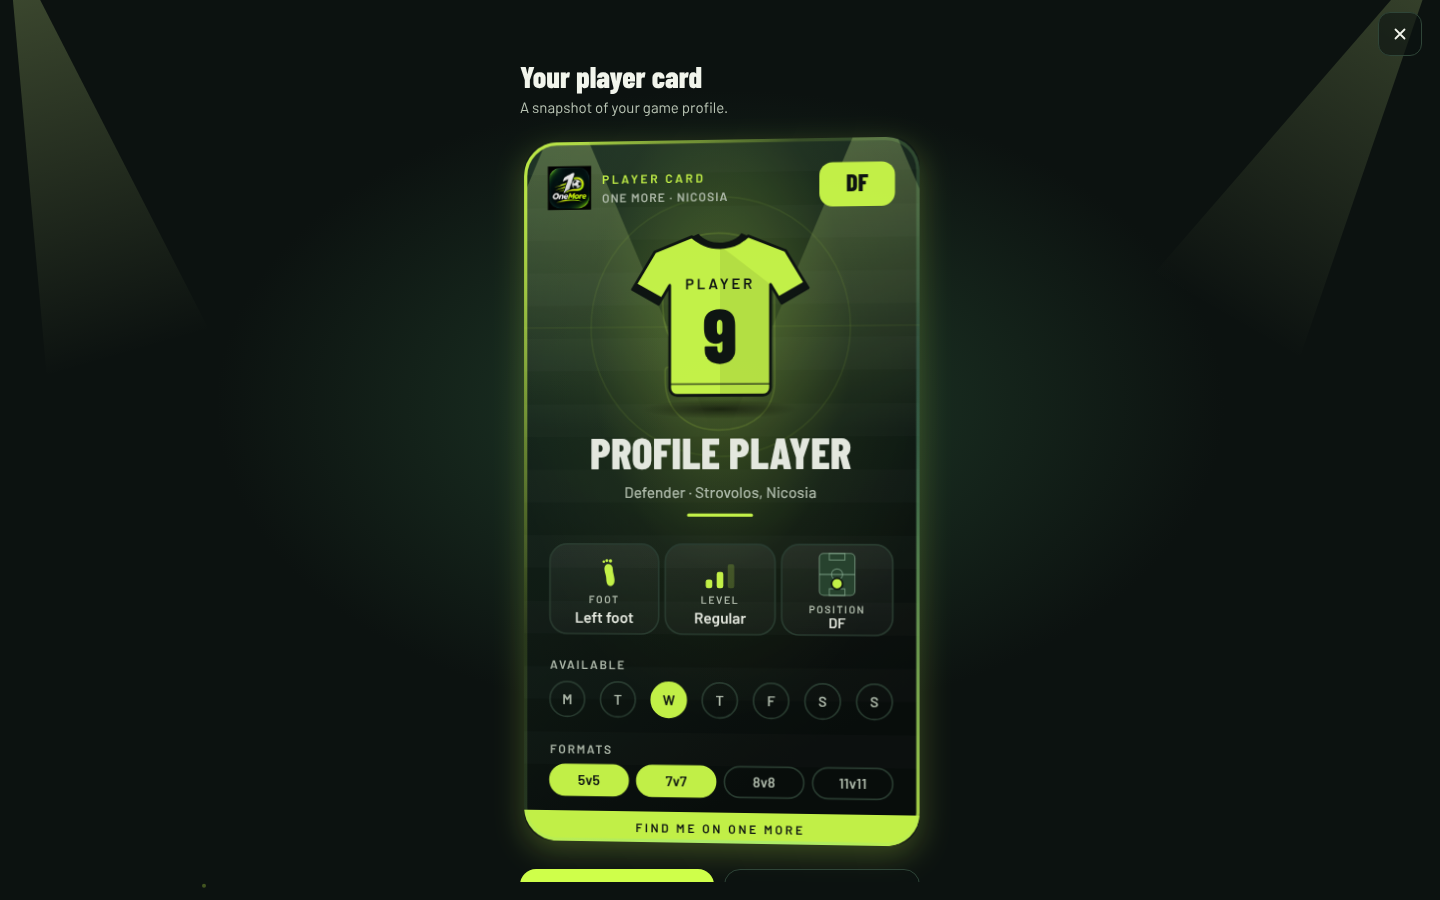 Your player card
A snapshot of your game profile.
OneMore
PLAYER CARD
ONE MORE · NICOSIA
DF
PLAYER
9
PROFILE PLAYER
Defender · Strovolos, Nicosia
FOOT
Left foot
LEVEL
Regular
POSITION
DF
AVAILABLE
M T W T F S S
FORMATS
5v5 7v7 8v8 11v11
FIND ME ON ONE MORE